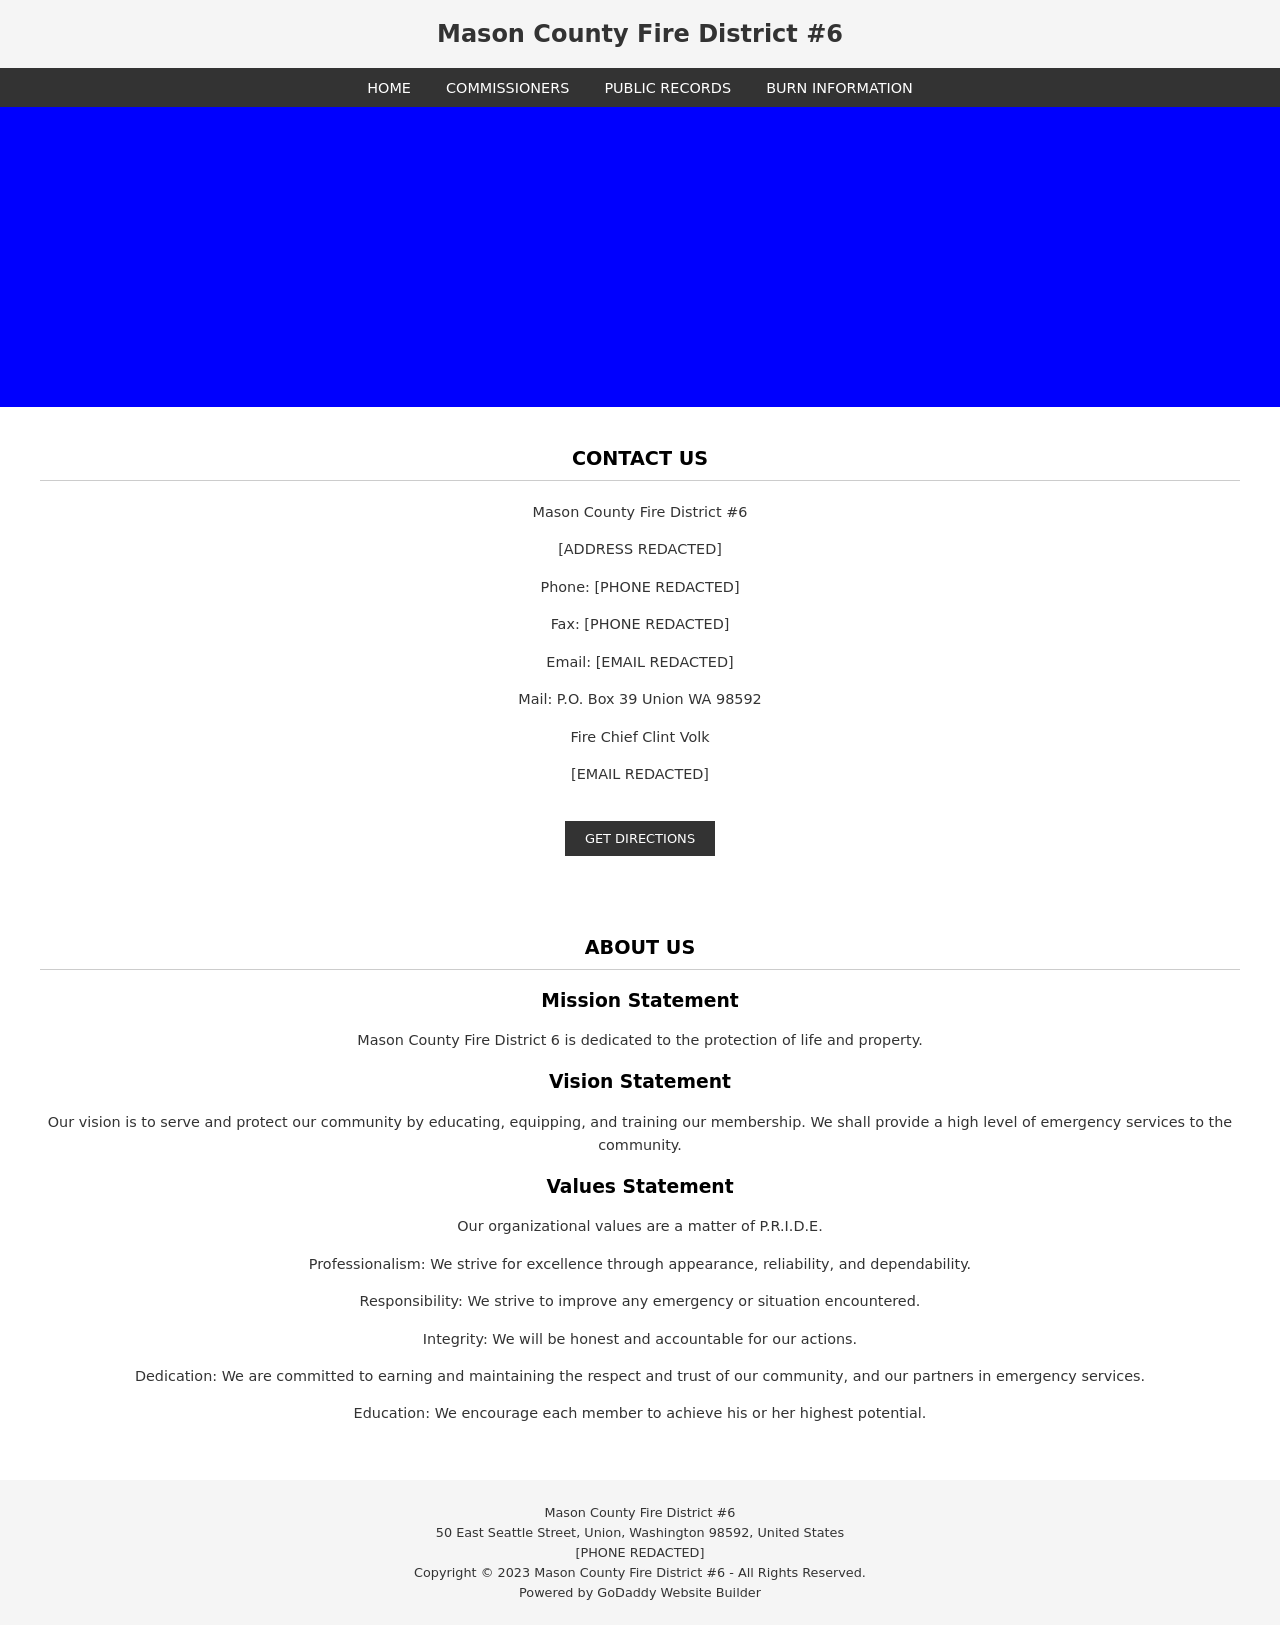 Mason County Fire District #6
HOME COMMISSIONERS PUBLIC RECORDS BURN INFORMATION
CONTACT US
Mason County Fire District #6
[ADDRESS REDACTED]
Phone: [PHONE REDACTED]
Fax: [PHONE REDACTED]
Email: [EMAIL REDACTED]
Mail: P.O. Box 39 Union WA 98592
Fire Chief Clint Volk
[EMAIL REDACTED]
GET DIRECTIONS
ABOUT US
Mission Statement
Mason County Fire District 6 is dedicated to the protection of life and property.
Vision Statement
Our vision is to serve and protect our community by educating, equipping, and training our membership. We shall provide a high level of emergency services to the
community.
Values Statement
Our organizational values are a matter of P.R.I.D.E.
Professionalism: We strive for excellence through appearance, reliability, and dependability.
Responsibility: We strive to improve any emergency or situation encountered.
Integrity: We will be honest and accountable for our actions.
Dedication: We are committed to earning and maintaining the respect and trust of our community, and our partners in emergency services.
Education: We encourage each member to achieve his or her highest potential.
Mason County Fire District #6
50 East Seattle Street, Union, Washington 98592, United States
[PHONE REDACTED]
Copyright © 2023 Mason County Fire District #6 - All Rights Reserved.
Powered by GoDaddy Website Builder